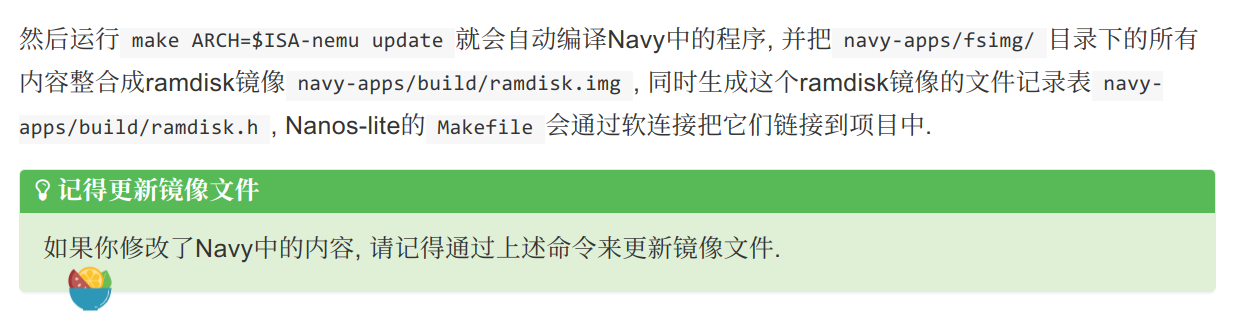 然后运行 make ARCH=$ISA-nemu update 就会自动编译Navy中的程序, 并把 navy-apps/fsimg/ 目录下的所有
内容整合成ramdisk镜像 navy-apps/build/ramdisk.img , 同时生成这个ramdisk镜像的文件记录表 navy-
apps/build/ramdisk.h , Nanos-lite的 Makefile 会通过软连接把它们链接到项目中.
记得更新镜像文件
如果你修改了Navy中的内容, 请记得通过上述命令来更新镜像文件.